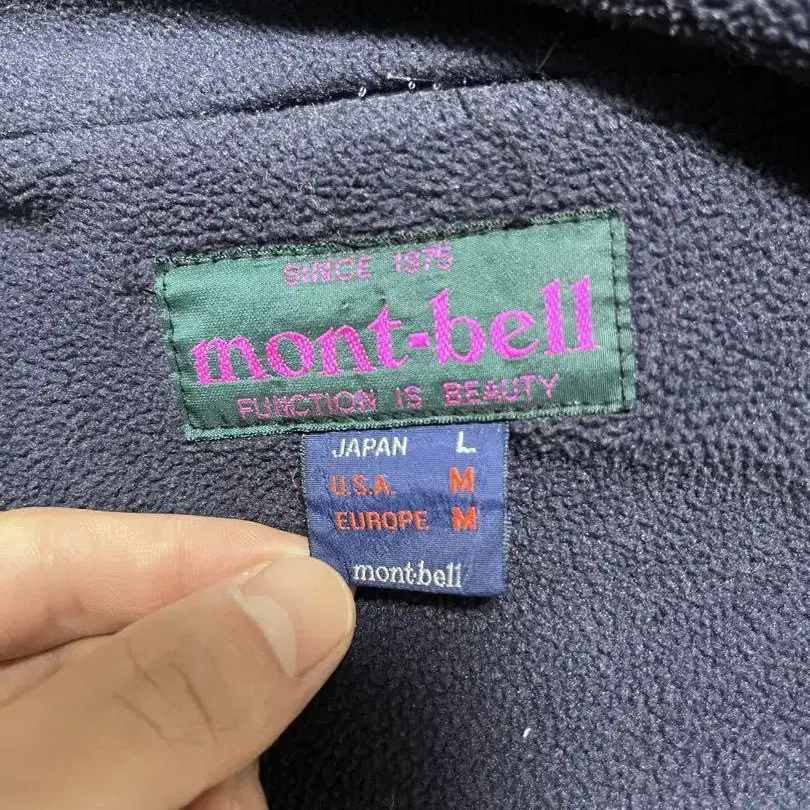 SINCE 1975
mont-bell
FUNCTION IS BEAUTY
JAPAN L
U.S.A. M
EUROPE M
mont·bell